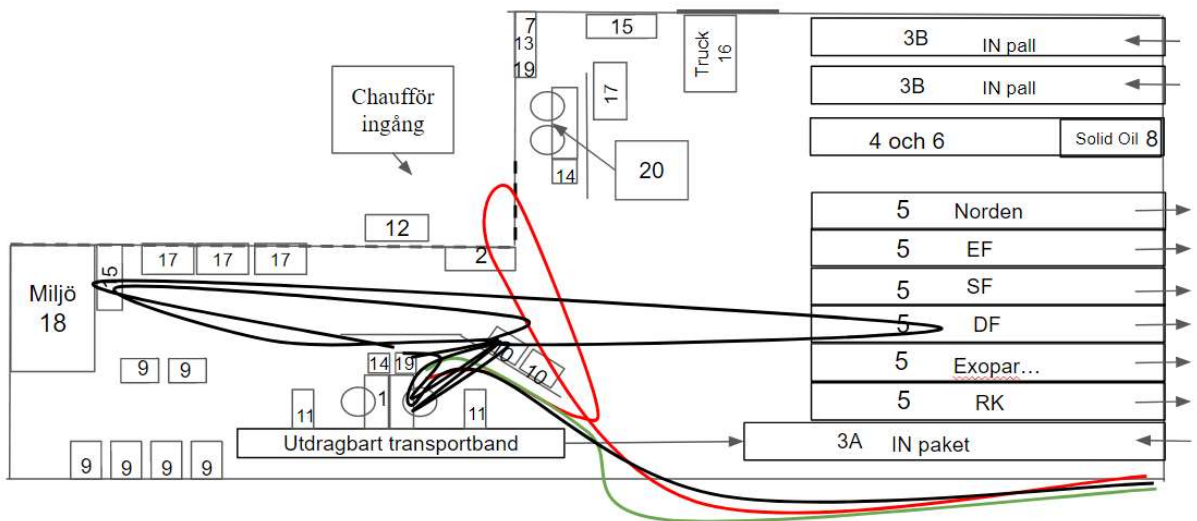 7
13
19
15
Truck
16
3B IN pall
3B IN pall
17
Chaufför
ingång
4 och 6 Solid Oil 8
14
20
5 Norden
12
5 EF
2
15
17 17 17
5 SF
Miljö
18
5 DF
10
10
14 19
9 9
5 Exopar...
1
11
11
5 RK
Utdragbart transportband
3A IN paket
9 9 9 9